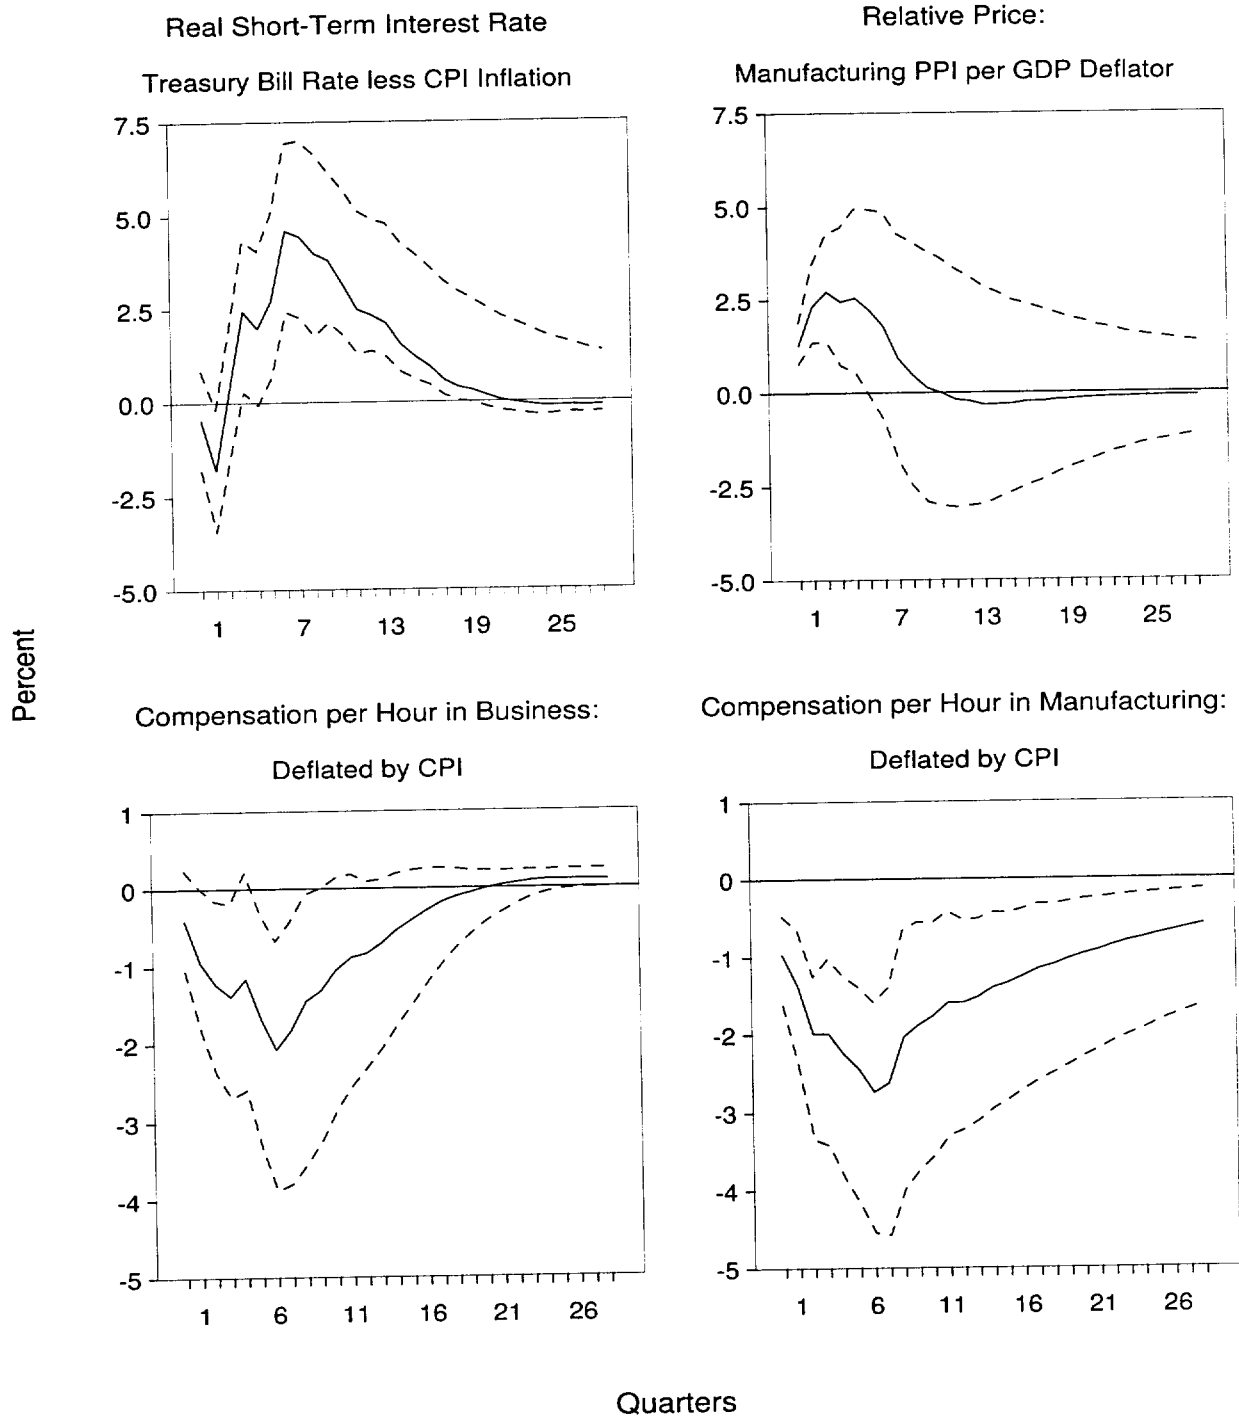 Real Short-Term Interest Rate
Treasury Bill Rate less CPI Inflation
7.5
5.0
2.5
0.0
-2.5
-5.0
1 7 13 19 25
Relative Price:
Manufacturing PPI per GDP Deflator
7.5
5.0
2.5
0.0
-2.5
-5.0
1 7 13 19 25
Percent
Compensation per Hour in Business:
Deflated by CPI
1
0
-1
-2
-3
-4
-5
1 6 11 16 21 26
Compensation per Hour in Manufacturing:
Deflated by CPI
1
0
-1
-2
-3
-4
-5
1 6 11 16 21 26
Quarters